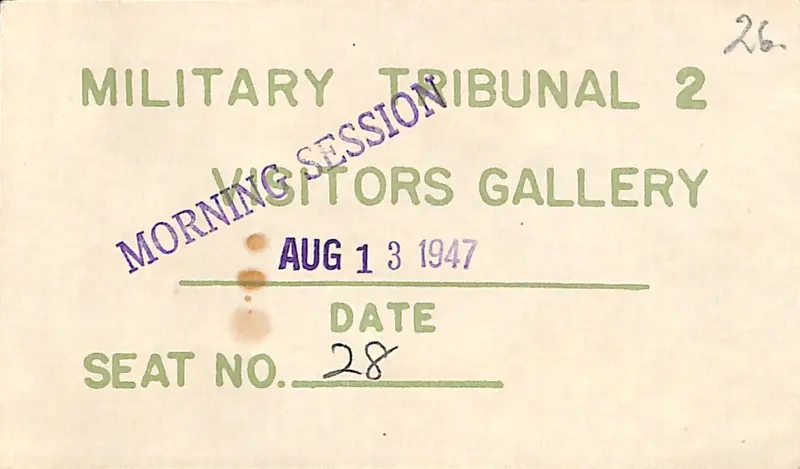 26.
MILITARY TRIBUNAL 2
MORNING SESSION
VISITORS GALLERY
AUG 13 1947
DATE
SEAT NO. 28